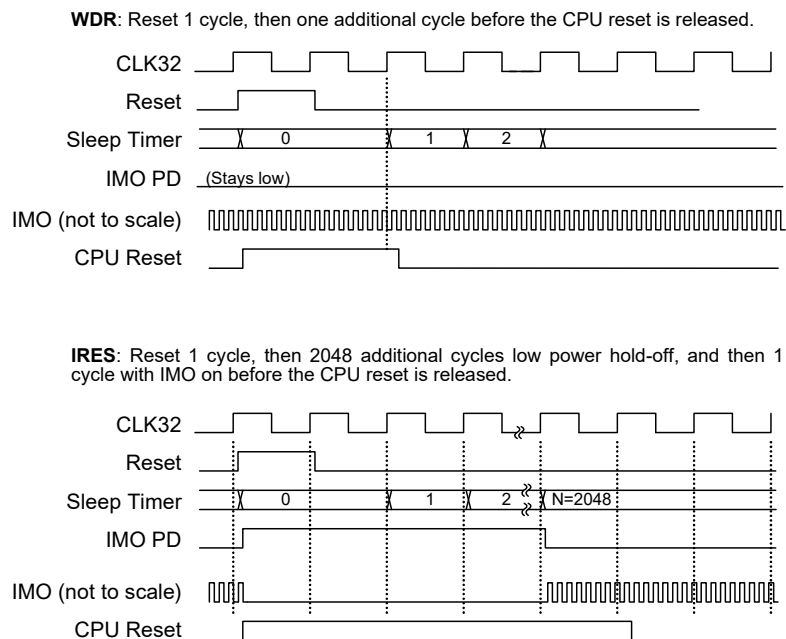 WDR: Reset 1 cycle, then one additional cycle before the CPU reset is released.
CLK32
Reset
Sleep Timer 0 1 2
IMO PD (Stays low)
IMO (not to scale)
CPU Reset
IRES: Reset 1 cycle, then 2048 additional cycles low power hold-off, and then 1
cycle with IMO on before the CPU reset is released.
CLK32
Reset
Sleep Timer 0 1 2 N=2048
IMO PD
IMO (not to scale)
CPU Reset